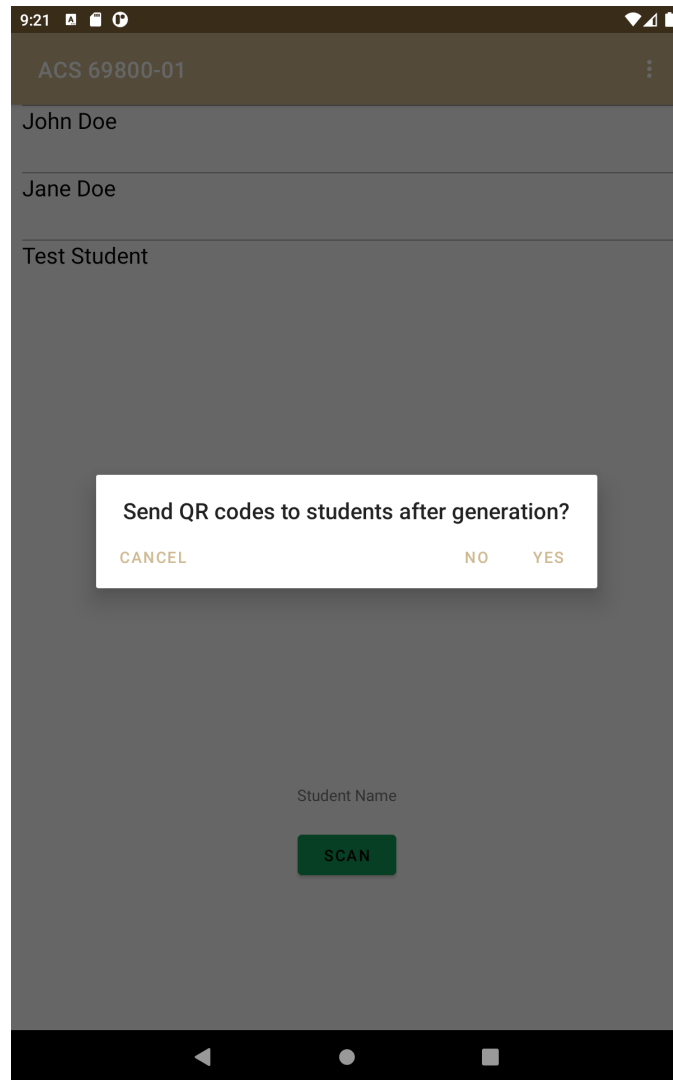 9:21
ACS 69800-01
John Doe
Jane Doe
Test Student
Send QR codes to students after generation?
CANCEL NO YES
Student Name
SCAN